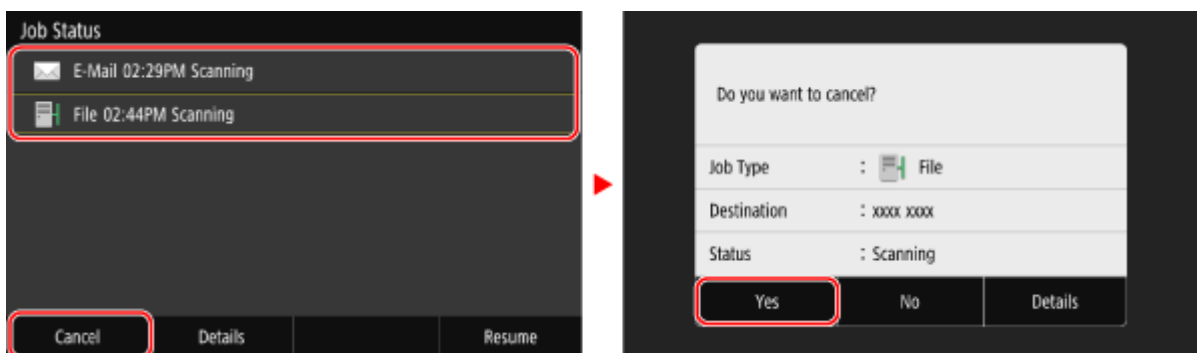 Job Status
E-Mail 02:29PM Scanning
File 02:44PM Scanning
Cancel Details Resume
Do you want to cancel?
Job Type : File
Destination : xxxx xxxx
Status : Scanning
Yes No Details